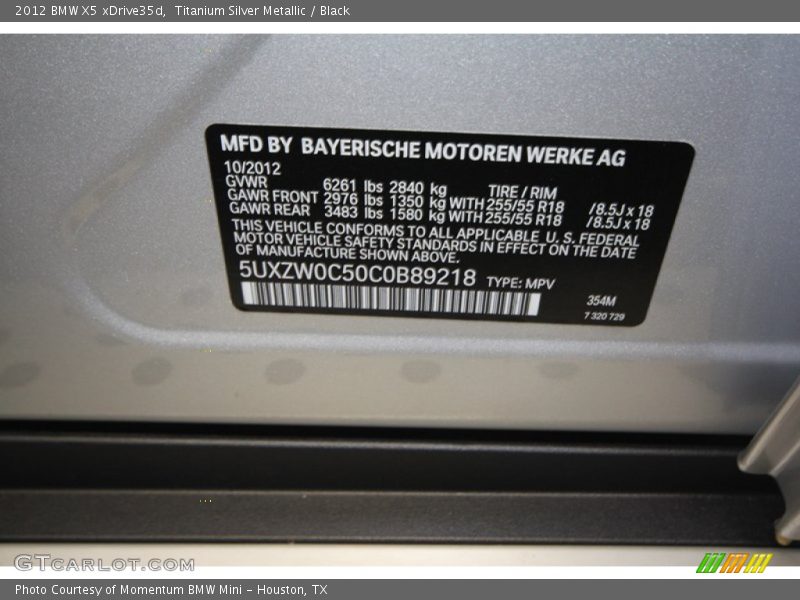 2012 BMW X5 xDrive35d, Titanium Silver Metallic / Black
MFD BY BAYERISCHE MOTOREN WERKE AG
10/2012
GVWR 6261 lbs 2840 kg TIRE / RIM
GAWR FRONT 2976 lbs 1350 kg WITH 255/55 R18 / 8.5J x 18
GAWR REAR 3483 lbs 1580 kg WITH 255/55 R18 / 8.5J x 18
THIS VEHICLE CONFORMS TO ALL APPLICABLE U. S. FEDERAL
MOTOR VEHICLE SAFETY STANDARDS IN EFFECT ON THE DATE
OF MANUFACTURE SHOWN ABOVE.
5UXZW0C50C0B89218 TYPE: MPV
354M
7 320 729
GTCARLOT.COM
Photo Courtesy of Momentum BMW Mini - Houston, TX